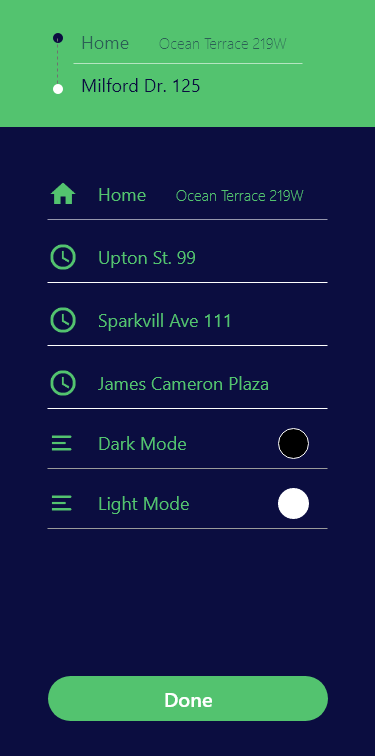 Home Ocean Terrace 219W
Milford Dr. 125
Home Ocean Terrace 219W
Upton St. 99
Sparkvill Ave 111
James Cameron Plaza
Dark Mode
Light Mode
Done